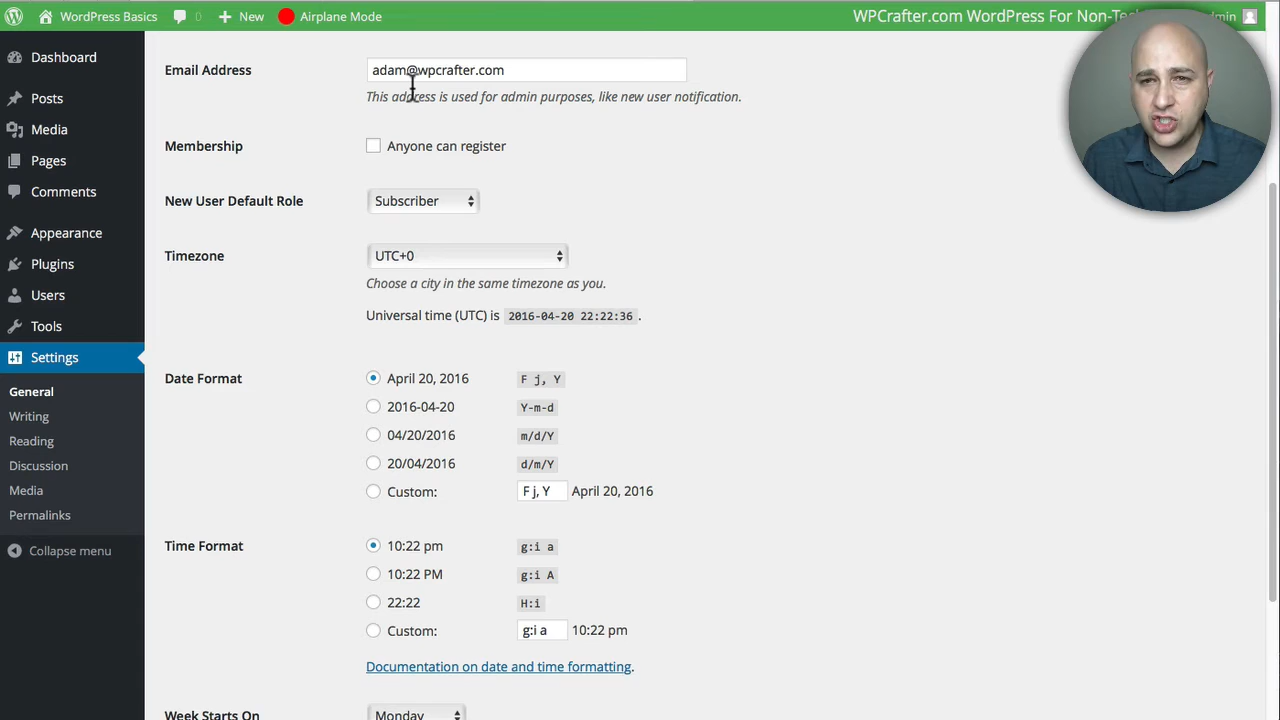 WordPress Basics 0 New Airplane Mode WPCrafter.com WordPress For Non-Te
Dashboard
Posts
Media
Pages
Comments
Appearance
Plugins
Users
Tools
Settings
General
Writing
Reading
Discussion
Media
Permalinks
Collapse menu
Email Address adam@wpcrafter.com
This address is used for admin purposes, like new user notification.
Membership Anyone can register
New User Default Role Subscriber
Timezone UTC+0
Choose a city in the same timezone as you.
Universal time (UTC) is 2016-04-20 22:22:36 .
Date Format April 20, 2016 F j, Y
2016-04-20 Y-m-d
04/20/2016 m/d/Y
20/04/2016 d/m/Y
Custom: F j, Y April 20, 2016
Time Format 10:22 pm g:i a
10:22 PM g:i A
22:22 H:i
Custom: g:i a 10:22 pm
Documentation on date and time formatting.
Week Starts On Monday